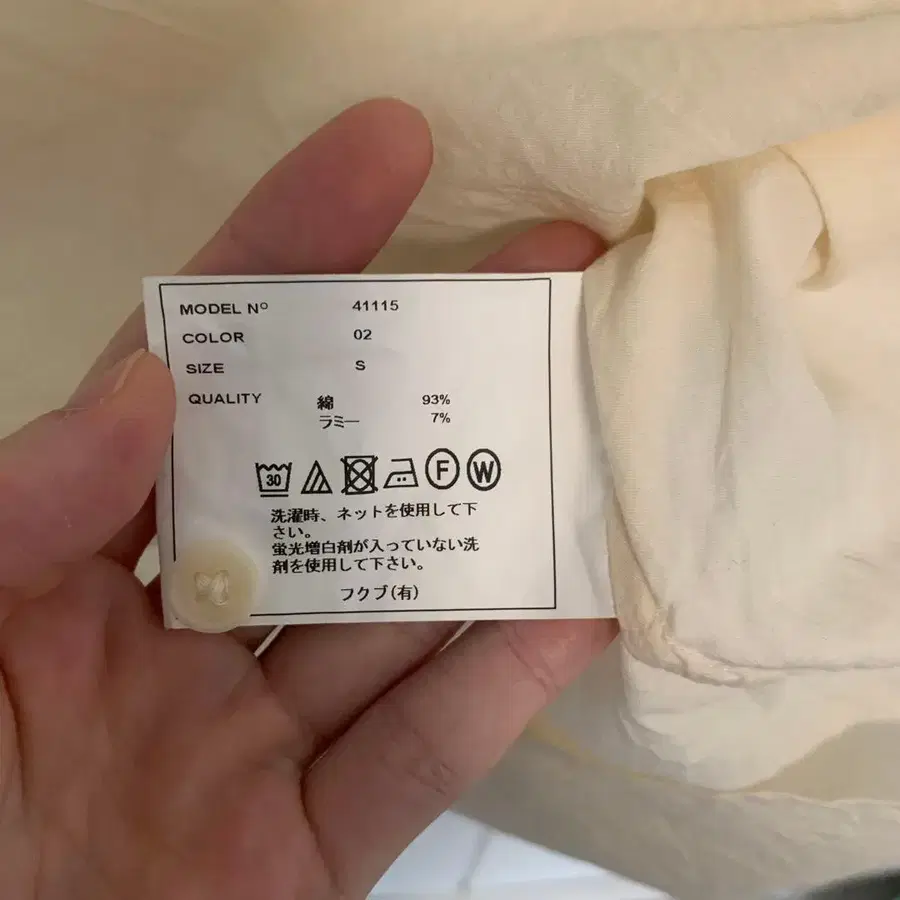 MODEL Nº 41115
COLOR 02
SIZE S
QUALITY 綿 93%
ラミー 7%
30 F W
洗濯時、ネットを使用して下
さい。
蛍光増白剤が入っていない洗
剤を使用して下さい。
フクブ(有)